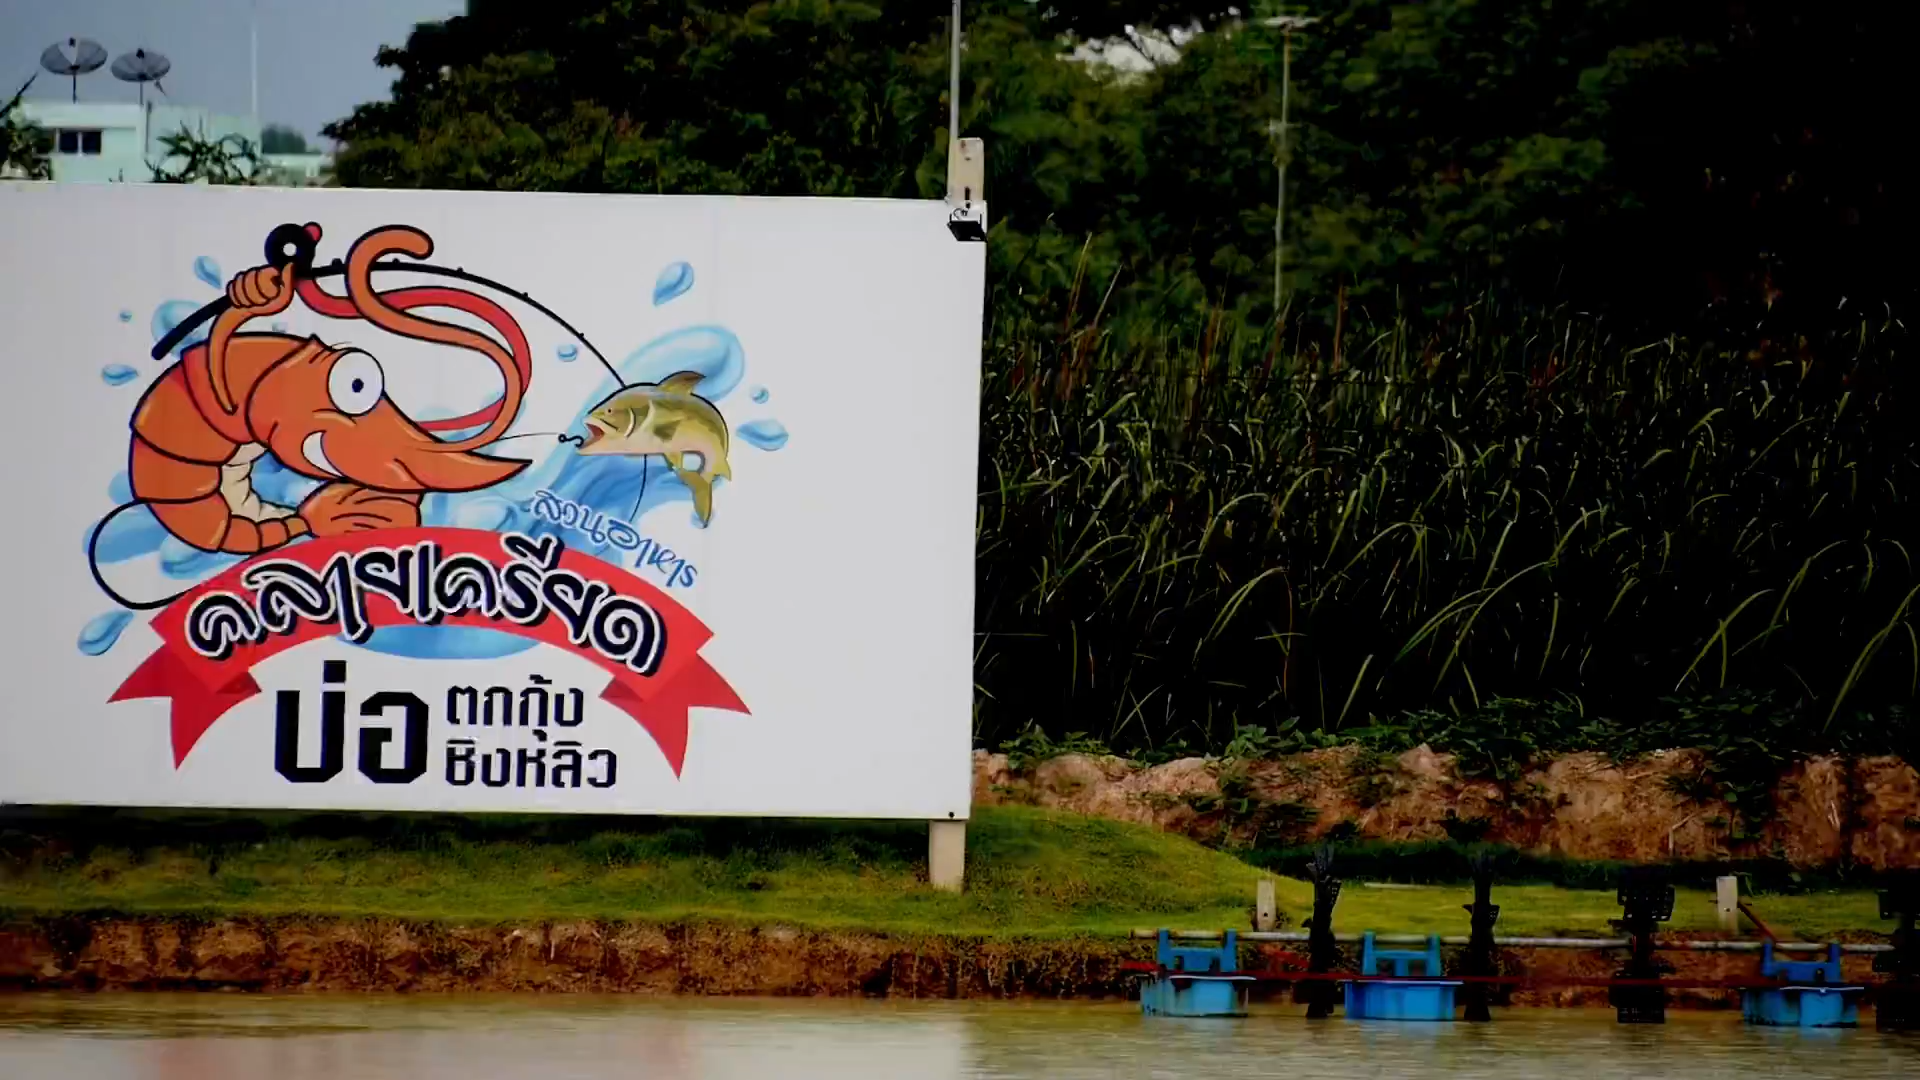 สวนอาหาร
คลายเครียด
บ่อ
ตกกุ้ง
ชิงหลิว